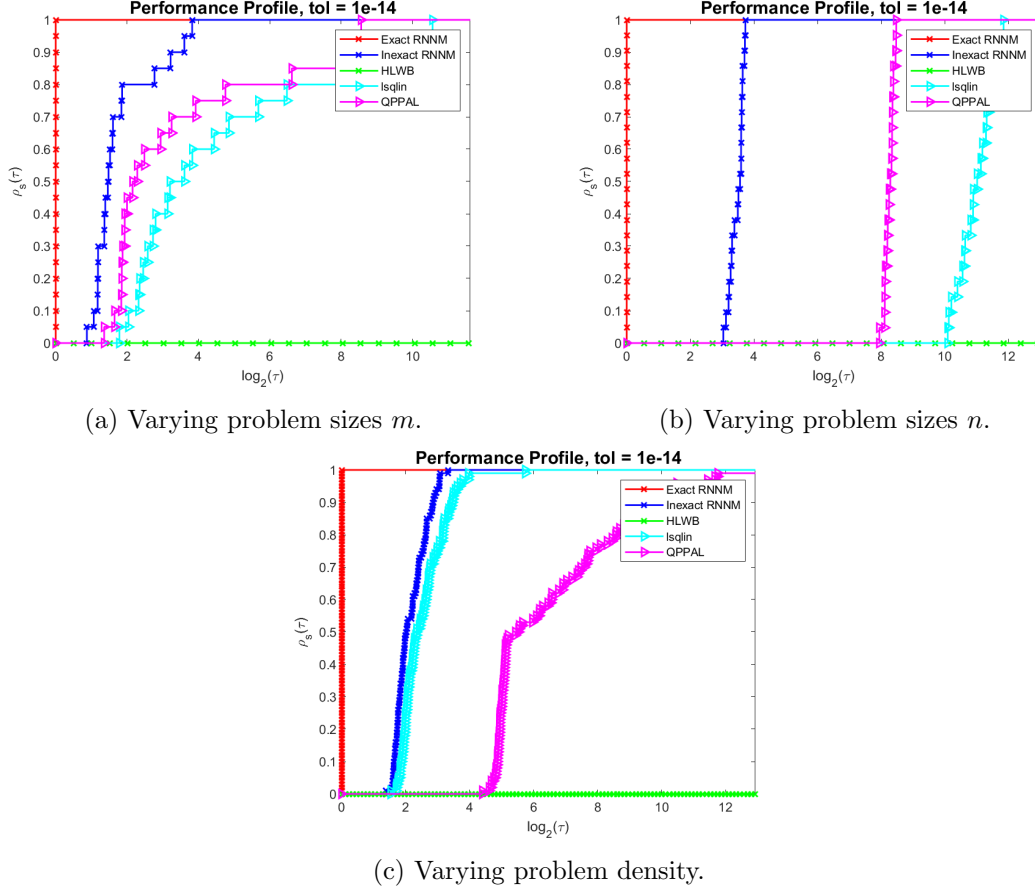 Performance Profile, tol = 1e-14
1
0.9
0.8
0.7
0.6
0.5
0.4
0.3
0.2
0.1
0
ρs(τ)
Exact RNNM
Inexact RNNM
HLWB
lsqlin
QPPAL
0 2 4 6 8 10
log2(τ)
(a) Varying problem sizes m.
Performance Profile, tol = 1e-14
1
0.9
0.8
0.7
0.6
0.5
0.4
0.3
0.2
0.1
0
ρs(τ)
Exact RNNM
Inexact RNNM
HLWB
lsqlin
QPPAL
0 2 4 6 8 10 12
log2(τ)
(b) Varying problem sizes n.
Performance Profile, tol = 1e-14
1
0.9
0.8
0.7
0.6
0.5
0.4
0.3
0.2
0.1
0
ρs(τ)
Exact RNNM
Inexact RNNM
HLWB
lsqlin
QPPAL
0 2 4 6 8 10 12
log2(τ)
(c) Varying problem density.